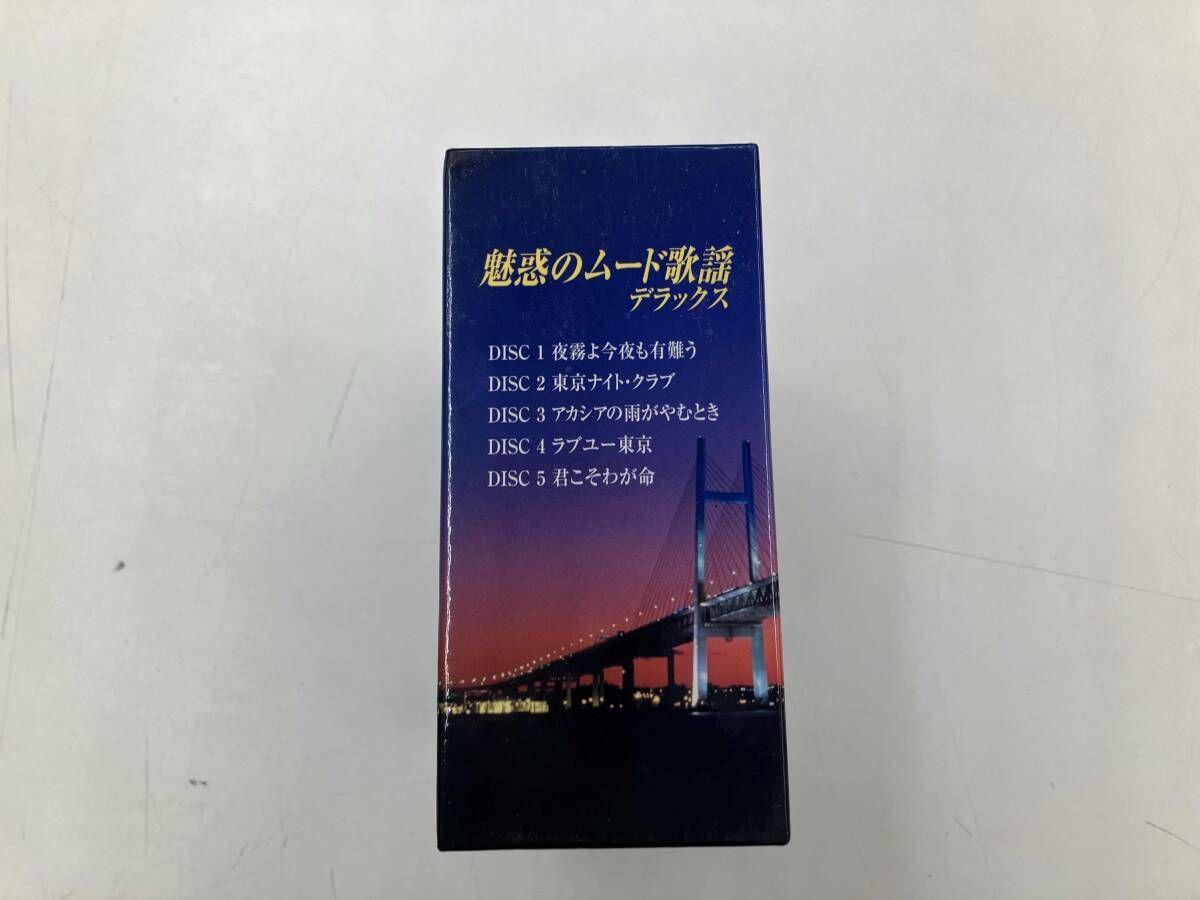 魅惑のムード歌謡
デラックス
DISC 1 夜霧よ今夜も有難う
DISC 2 東京ナイト・クラブ
DISC 3 アカシアの雨がやむとき
DISC 4 ラブユー東京
DISC 5 君こそわが命